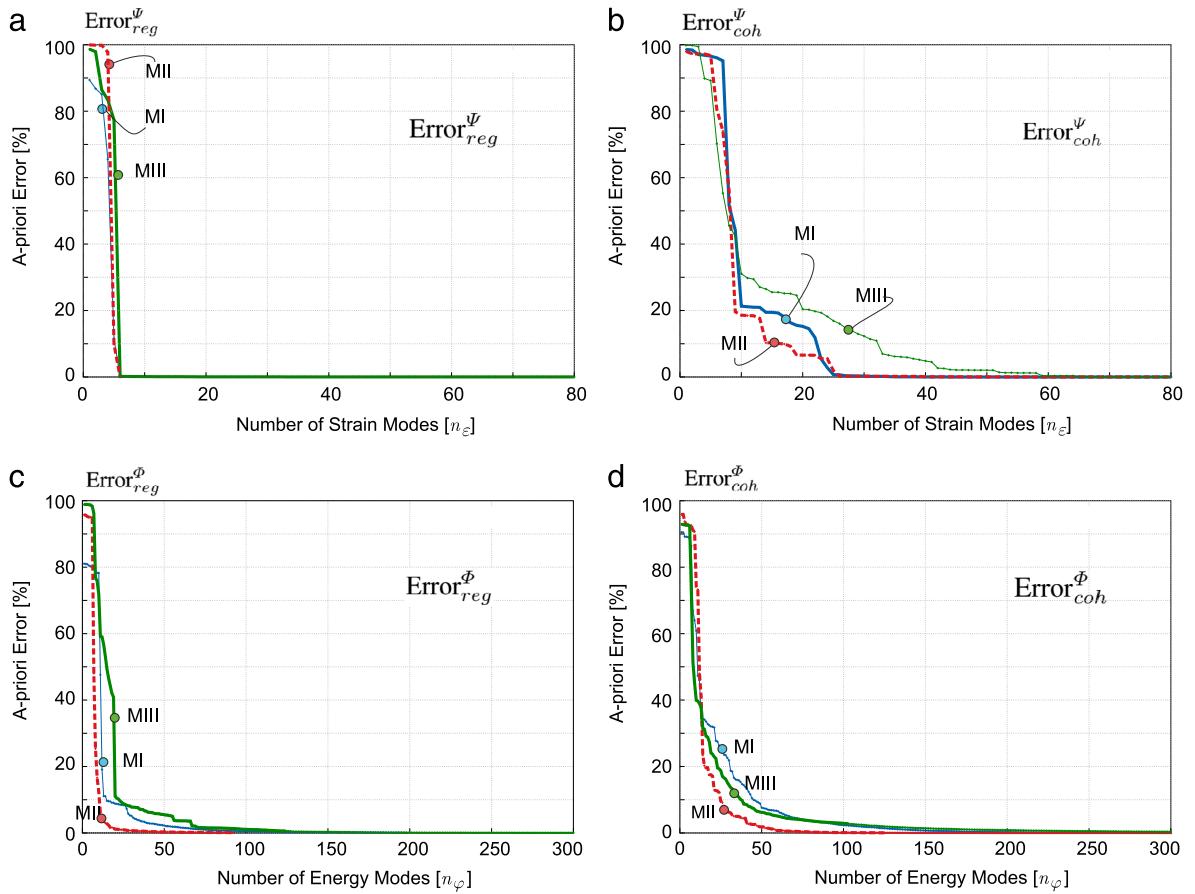 a
Error^Ψ_reg
A-priori Error [%]
100
80
60
40
20
0
MII
MI
MIII
Error^Ψ_reg
0 20 40 60 80
Number of Strain Modes [n_ε]
b
Error^Ψ_coh
A-priori Error [%]
100
80
60
40
20
0
Error^Ψ_coh
MI
MIII
MII
0 20 40 60 80
Number of Strain Modes [n_ε]
c
Error^Φ_reg
A-priori Error [%]
100
80
60
40
20
0
Error^Φ_reg
MIII
MI
MII
0 50 100 150 200 250 300
Number of Energy Modes [n_φ]
d
Error^Φ_coh
A-priori Error [%]
100
80
60
40
20
0
Error^Φ_coh
MI
MIII
MII
0 50 100 150 200 250 300
Number of Energy Modes [n_φ]